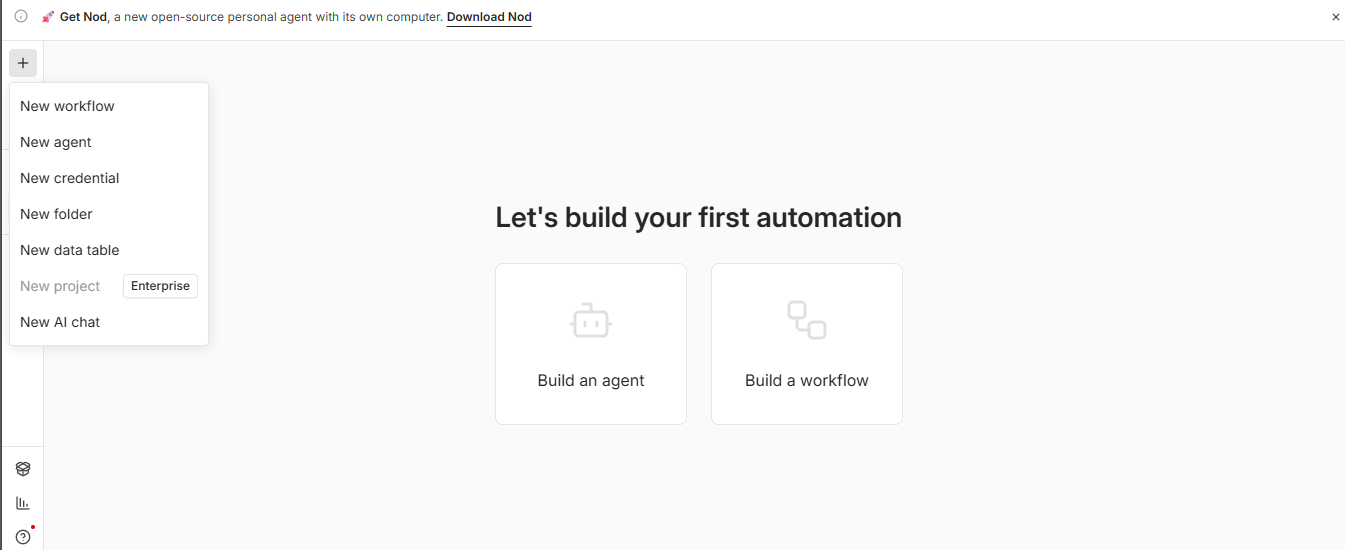 🚀 Get Nod, a new open-source personal agent with its own computer. Download Nod
New workflow
New agent
New credential
New folder
New data table
New project Enterprise
New AI chat
Let's build your first automation
Build an agent Build a workflow